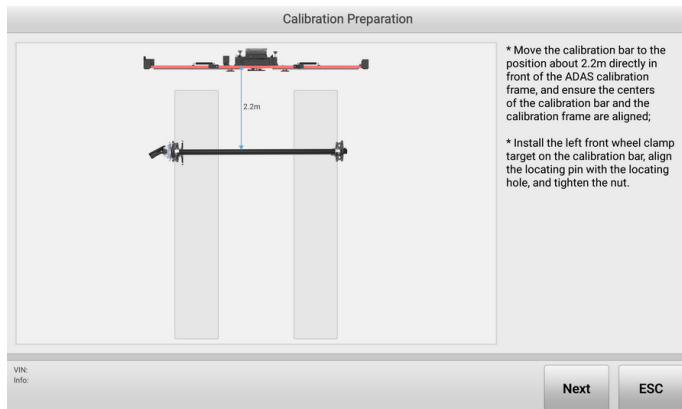 Calibration Preparation
* Move the calibration bar to the
position about 2.2m directly in
front of the ADAS calibration
frame, and ensure the centers
of the calibration bar and the
calibration frame are aligned;
* Install the left front wheel clamp
target on the calibration bar, align
the locating pin with the locating
hole, and tighten the nut.
2.2m
VIN:
Info:
Next
ESC